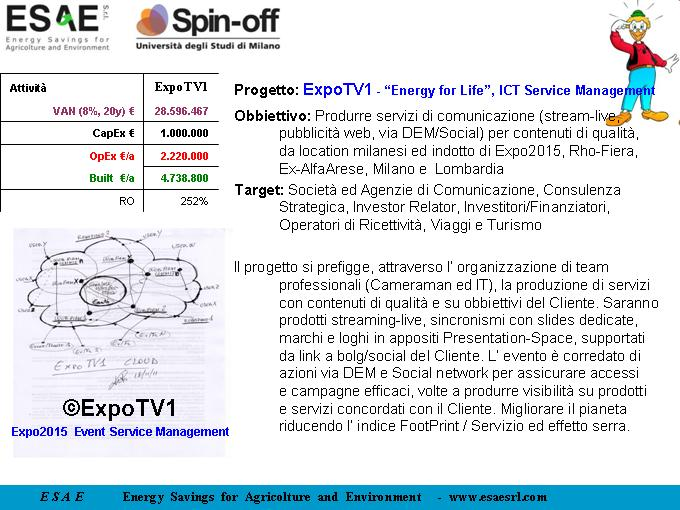 ESAE S.r.l.
Energy Savings for
Agriculture and Environment
Spin-off
Università degli Studi di Milano
Attività ExpoTV1
VAN (8%, 20y) € 28.596.467
CapEx € 1.000.000
OpEx €/a 2.220.000
Built €/a 4.738.800
RO 252%
Progetto: ExpoTV1 - “Energy for Life”, ICT Service Management
Obbiettivo: Produrre servizi di comunicazione (stream-live,
pubblicità web, via DEM/Social) per contenuti di qualità,
da location milanesi ed indotto di Expo2015, Rho-Fiera,
Ex-AlfaArese, Milano e Lombardia
Target: Società ed Agenzie di Comunicazione, Consulenza
Strategica, Investor Relator, Investitori/Finanziatori,
Operatori di Ricettività, Viaggi e Turismo
Il progetto si prefigge, attraverso l’ organizzazione di team
professionali (Cameraman ed IT), la produzione di servizi
con contenuti di qualità e su obbiettivi del Cliente. Saranno
prodotti streaming-live, sincronismi con slides dedicate,
marchi e loghi in appositi Presentation-Space, supportati
da link a bolg/social del Cliente. L’ evento è corredato di
azioni via DEM e Social network per assicurare accessi
e campagne efficaci, volte a produrre visibilità su prodotti
e servizi concordati con il Cliente. Migliorare il pianeta
riducendo l’ indice FootPrint / Servizio ed effetto serra.
EXPOTV1 CLOUD
©ExpoTV1
Expo2015 Event Service Management
E S A E Energy Savings for Agricolture and Environment - www.esaesrl.com